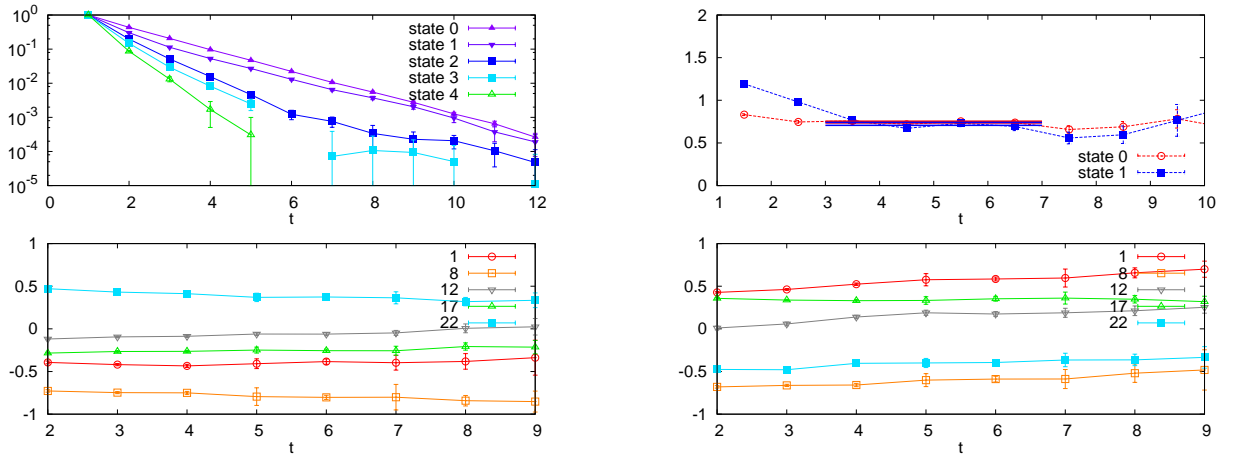 10^0
10^-1
10^-2
10^-3
10^-4
10^-5
0 2 4 6 8 10 12
t
state 0
state 1
state 2
state 3
state 4
2
1.5
1
0.5
0
1 2 3 4 5 6 7 8 9 10
t
state 0
state 1
1
0.5
0
-0.5
-1
2 3 4 5 6 7 8 9
t
1
8
12
17
22
1
0.5
0
-0.5
-1
2 3 4 5 6 7 8 9
t
1
8
12
17
22